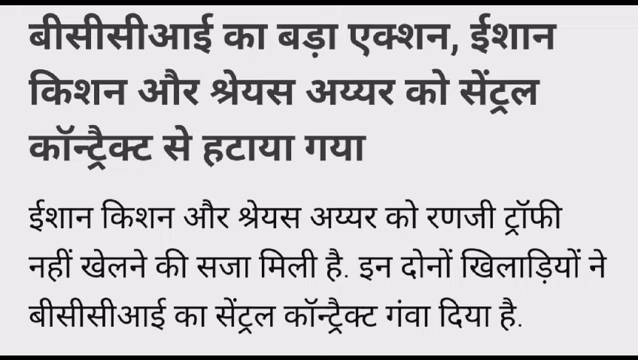 बीसीसीआई का बड़ा एक्शन, ईशान
किशन और श्रेयस अय्यर को सेंट्रल
कॉन्ट्रैक्ट से हटाया गया
ईशान किशन और श्रेयस अय्यर को रणजी ट्रॉफी
नहीं खेलने की सजा मिली है. इन दोनों खिलाड़ियों ने
बीसीसीआई का सेंट्रल कॉन्ट्रैक्ट गंवा दिया है.